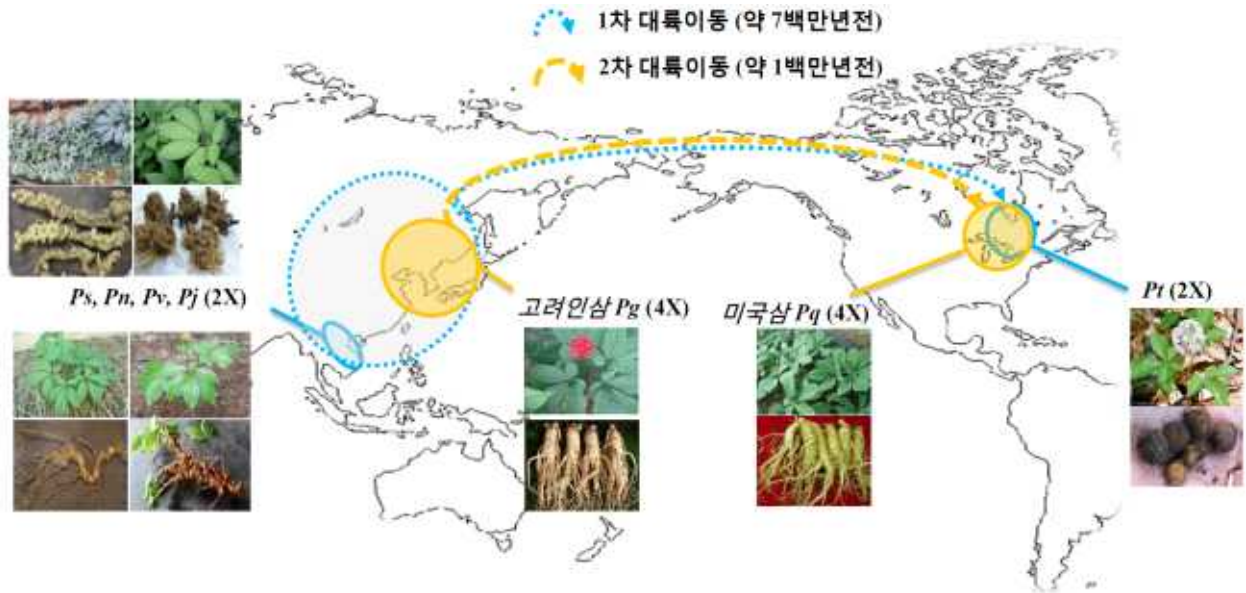 1차 대륙이동 (약 7백만년전)
2차 대륙이동 (약 1백만년전)
Ps, Pn, Pv, Pj (2X)
고려인삼 Pg (4X)
미국삼 Pq (4X)
Pt (2X)